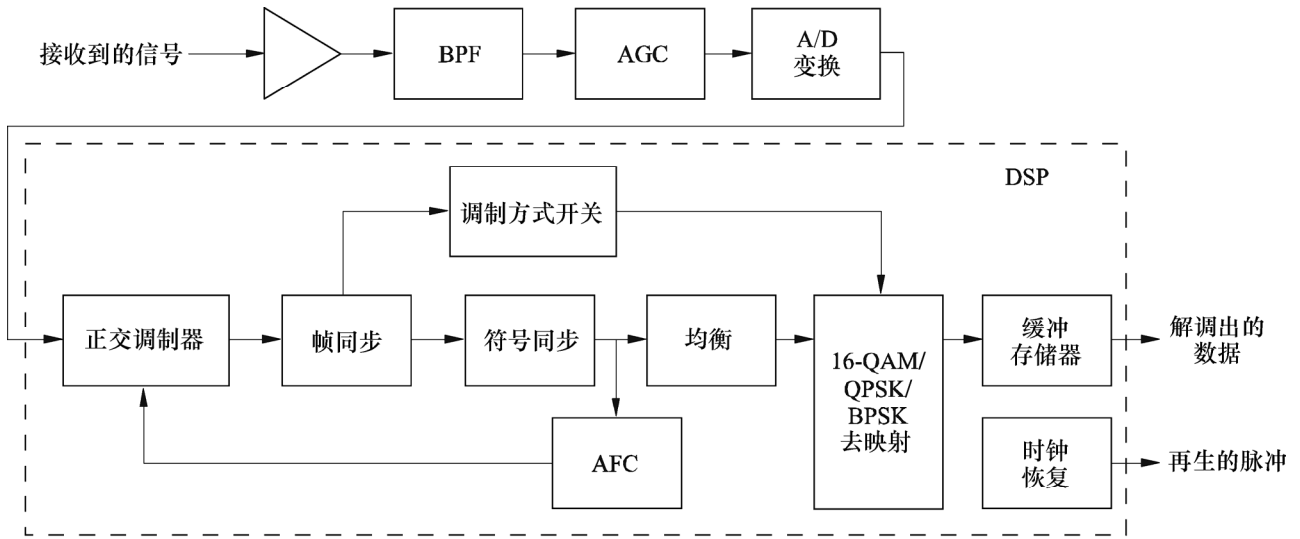 接收到的信号
BPF
AGC
A/D
变换
DSP
调制方式开关
正交调制器
帧同步
符号同步
均衡
16-QAM/
QPSK/
BPSK
去映射
缓冲
存储器
解调出的
数据
AFC
时钟
恢复
再生的脉冲